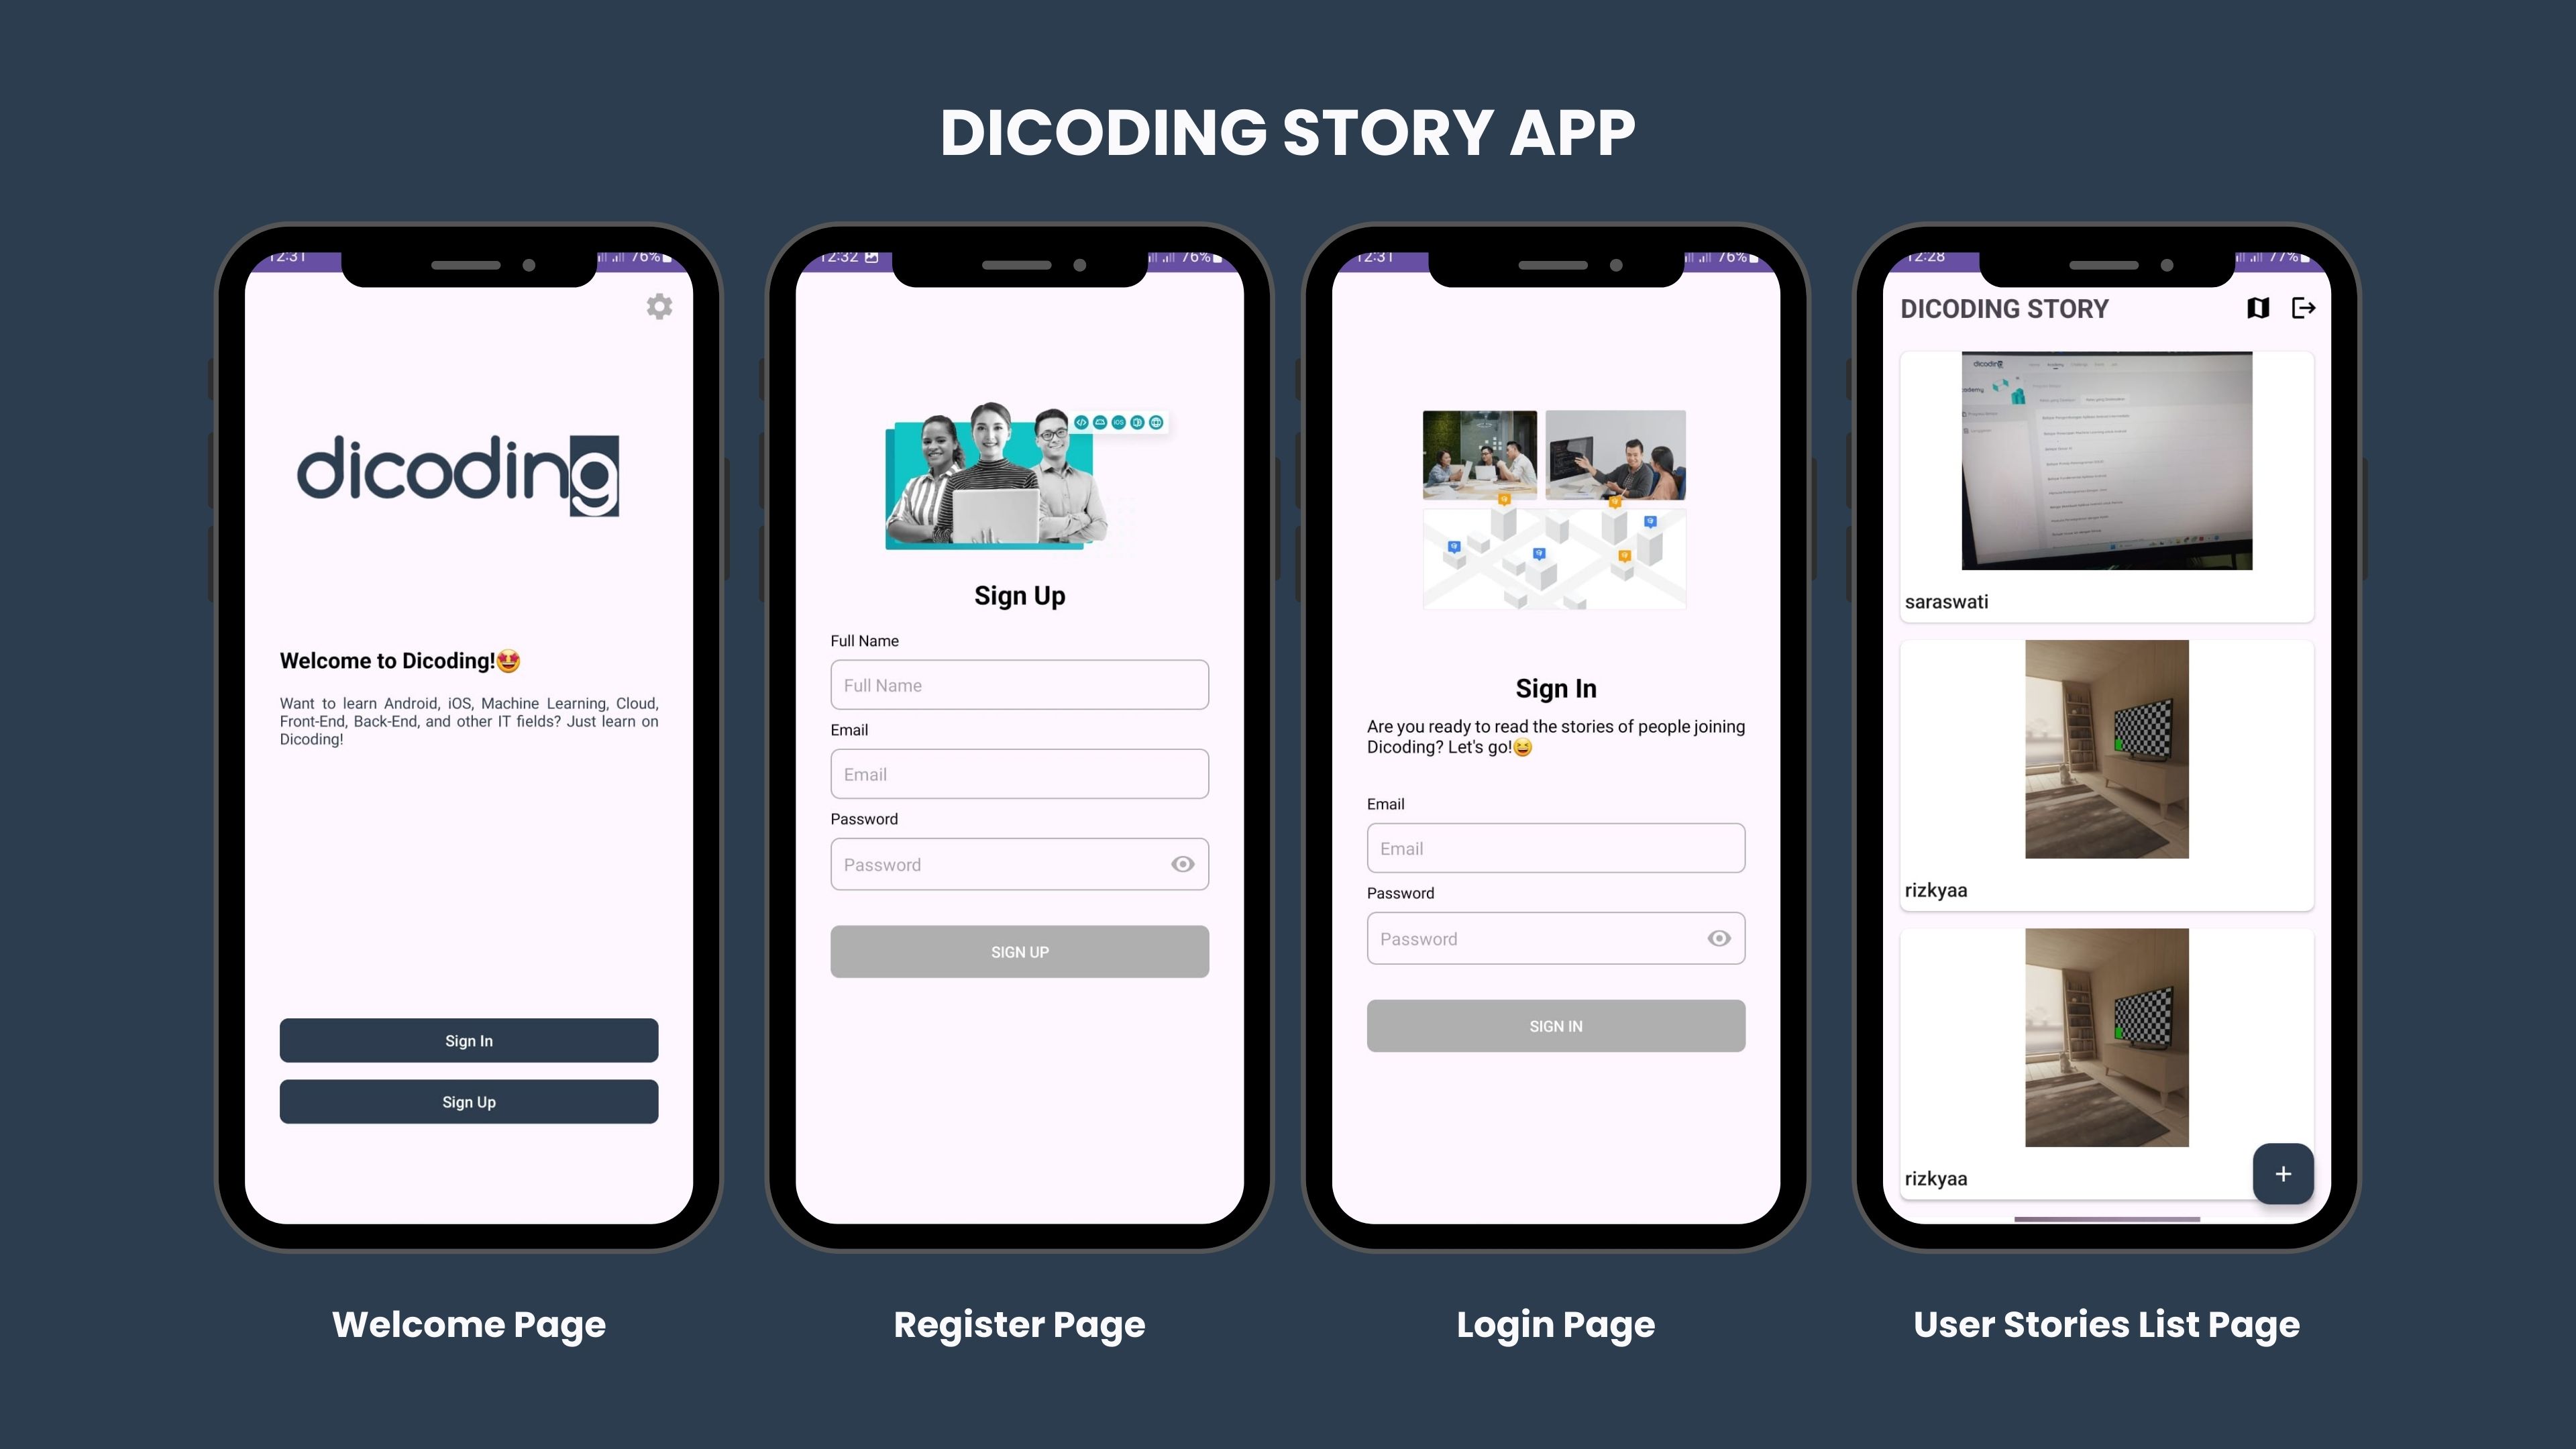 DICODING STORY APP
12:31
76%
dicoding
Welcome to Dicoding!🤩
Want to learn Android, iOS, Machine Learning, Cloud,
Front-End, Back-End, and other IT fields? Just learn on
Dicoding!
Sign In
Sign Up
Welcome Page
12:32
76%
iOS
Sign Up
Full Name
Full Name
Email
Email
Password
Password
SIGN UP
Register Page
12:31
76%
Sign In
Are you ready to read the stories of people joining
Dicoding? Let's go!😆
Email
Email
Password
Password
SIGN IN
Login Page
12:28
77%
DICODING STORY
dicoding
saraswati
rizkyaa
rizkyaa
+
User Stories List Page